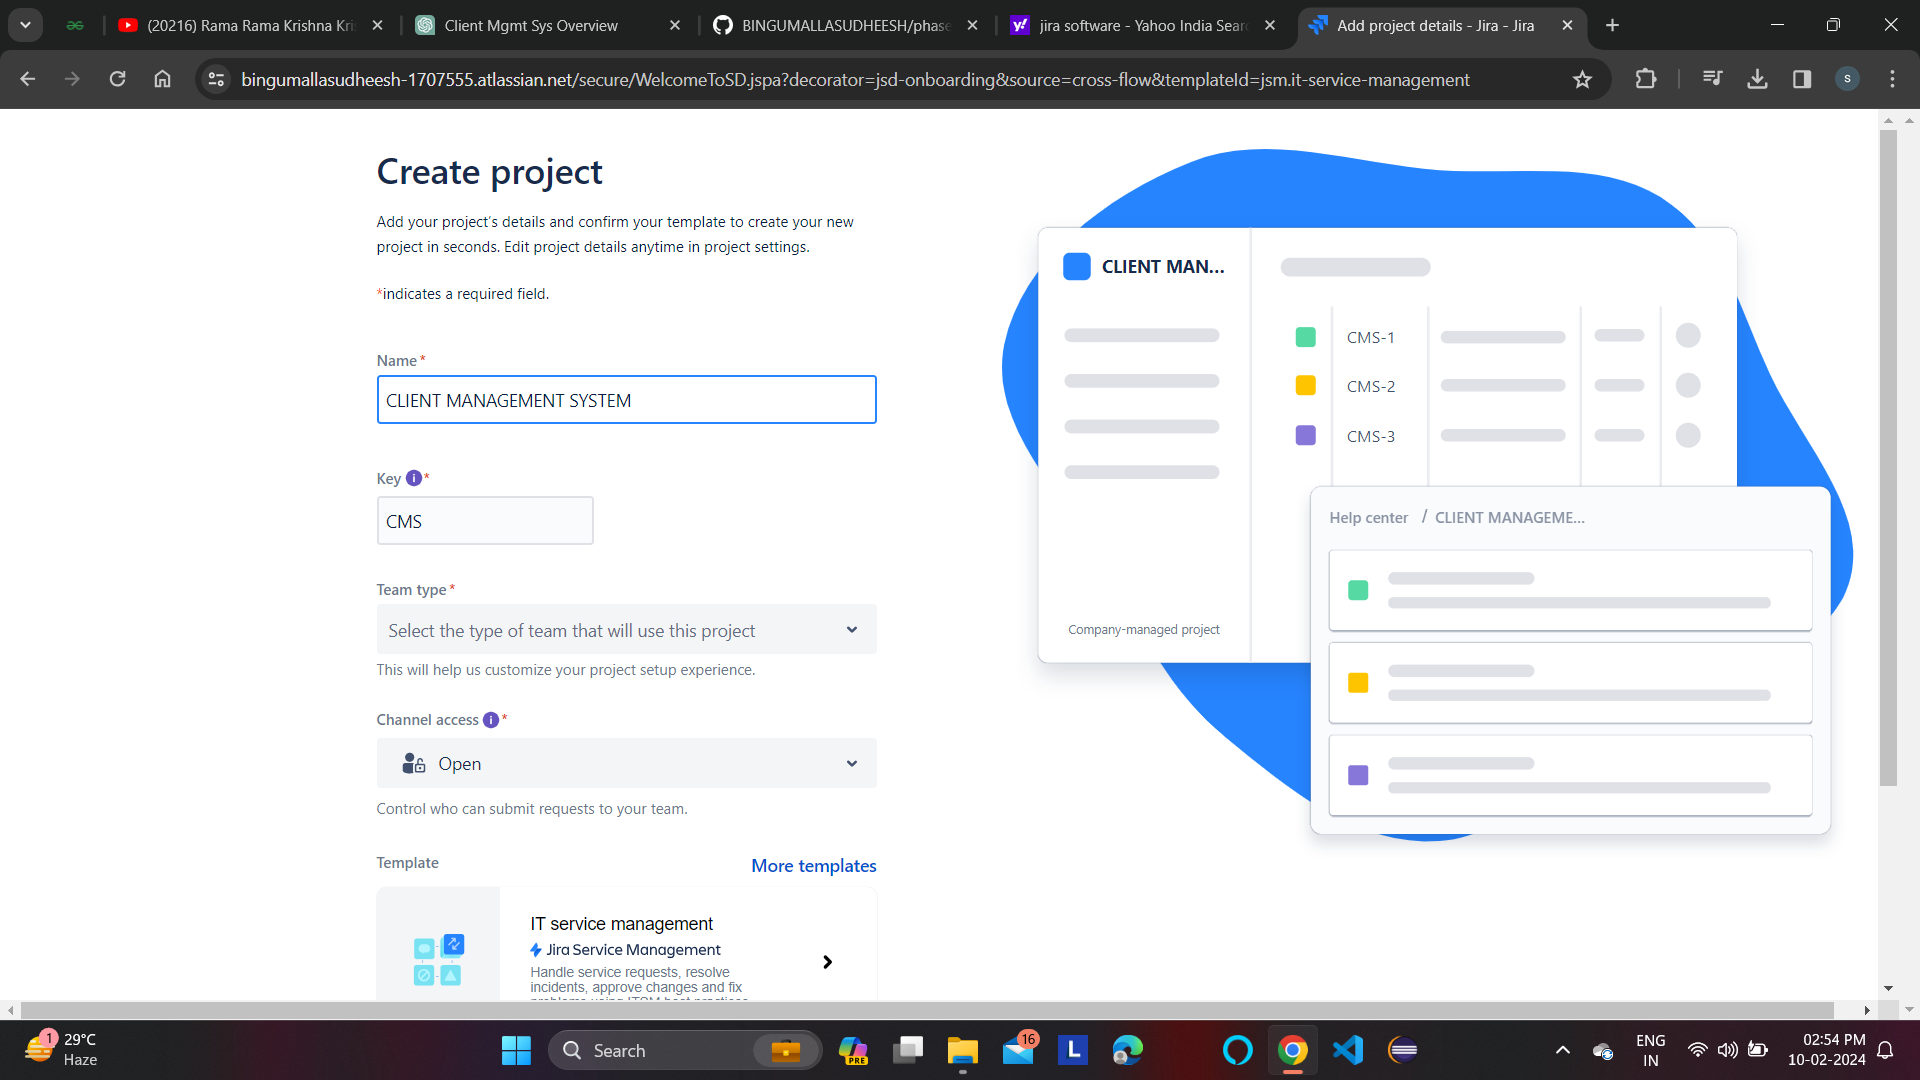 (20216) Rama Rama Krishna Kri
Client Mgmt Sys Overview
BINGUMALLASUDHEESH/phase
jira software - Yahoo India Sear
Add project details - Jira - Jira
bingumallasudheesh-1707555.atlassian.net/secure/WelcomeToSD.jspa?decorator=jsd-onboarding&source=cross-flow&templateId=jsm.it-service-management
S
Create project
Add your project's details and confirm your template to create your new
project in seconds. Edit project details anytime in project settings.
*indicates a required field.
Name*
CLIENT MANAGEMENT SYSTEM
Key i*
CMS
Team type*
Select the type of team that will use this project
This will help us customize your project setup experience.
Channel access i*
Open
Control who can submit requests to your team.
Template
More templates
IT service management
Jira Service Management
Handle service requests, resolve
incidents, approve changes and fix
CLIENT MAN...
CMS-1
CMS-2
CMS-3
Company-managed project
Help center / CLIENT MANAGEME...
1
29°C
Haze
Search
PRE
16
L
ENG
IN
02:54 PM
10-02-2024